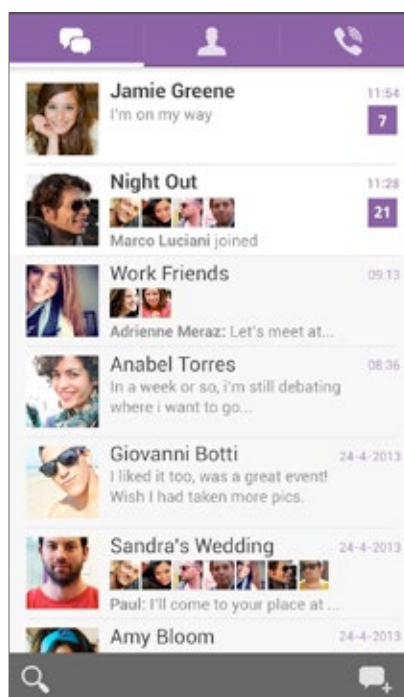 Jamie Greene
11:54
I'm on my way
7
Night Out
11:28
21
Marco Luciani joined
Work Friends
09:13
Adrienne Meraz: Let's meet at...
Anabel Torres
08:36
In a week or so, i'm still debating
where i want to go...
Giovanni Botti
24-4-2013
I liked it too, was a great event!
Wish I had taken more pics.
Sandra's Wedding
24-4-2013
Paul: I'll come to your place at ...
Amy Bloom
24-4-2013